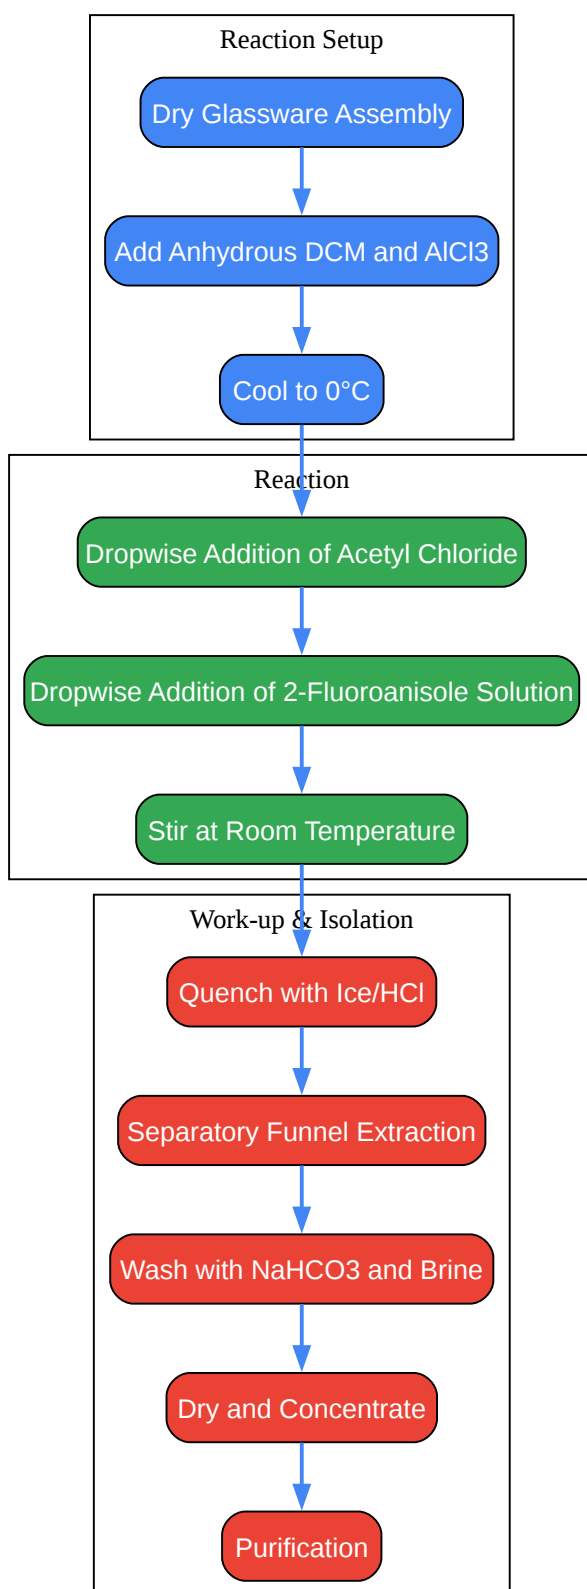 Reaction Setup
Dry Glassware Assembly
Add Anhydrous DCM and AlCl3
Cool to 0°C
Reaction
Dropwise Addition of Acetyl Chloride
Dropwise Addition of 2-Fluoroanisole Solution
Stir at Room Temperature
Work-up & Isolation
Quench with Ice/HCl
Separatory Funnel Extraction
Wash with NaHCO3 and Brine
Dry and Concentrate
Purification